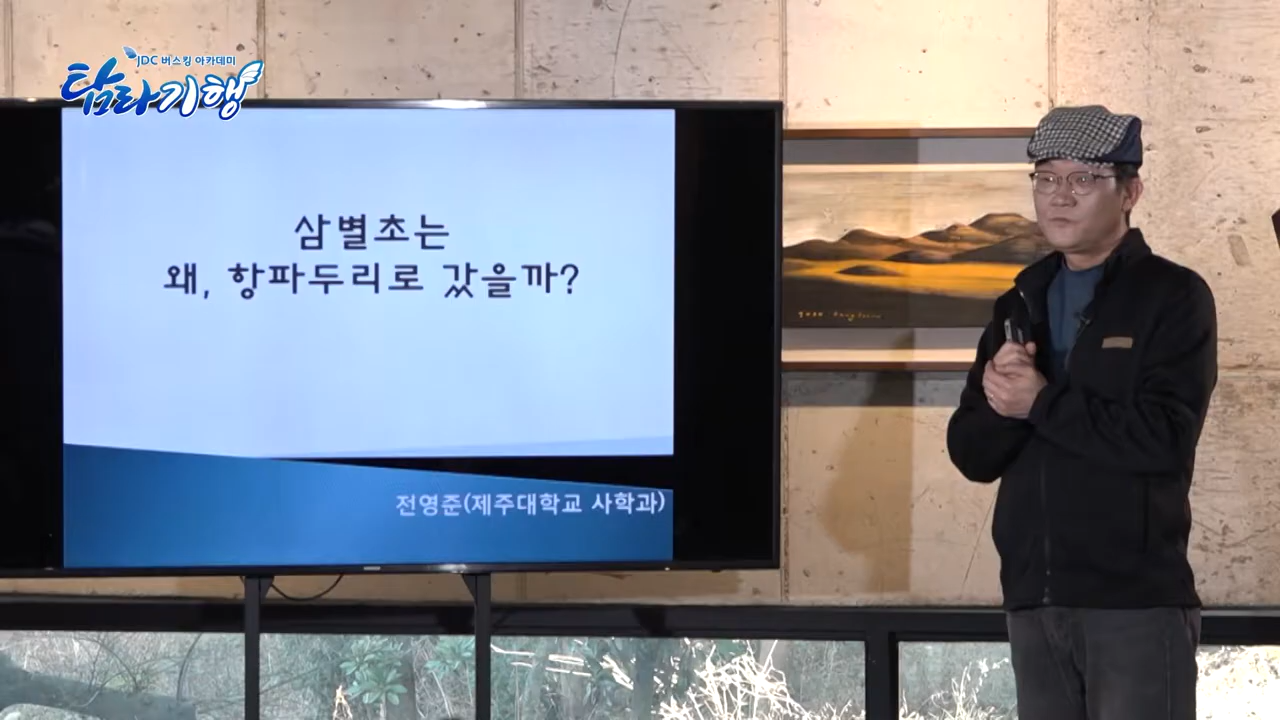 JDC 버스킹 아카데미
탐라기행
삼별초는
왜, 항파두리로 갔을까?
전영준(제주대학교 사학과)